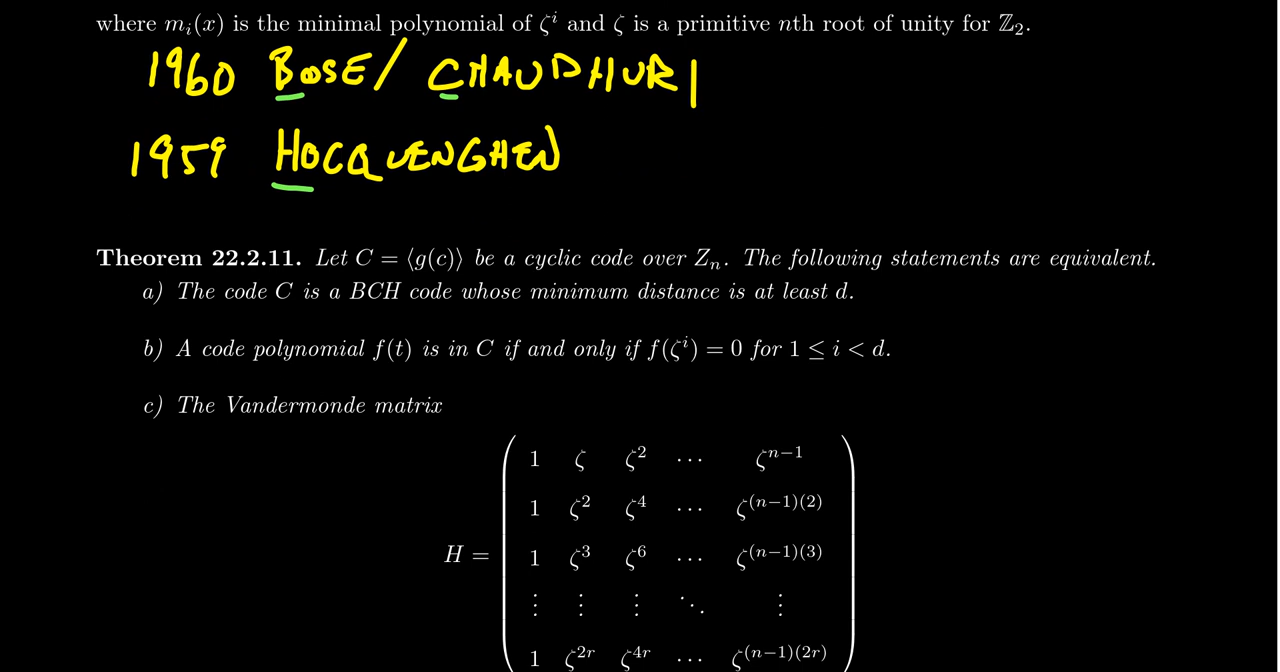 where mᵢ(x) is the minimal polynomial of ζⁱ and ζ is a primitive nth root of unity for ℤ₂.
1960 BOSE/ CHAUDHURI
1959 HOCQUENGHEM
Theorem 22.2.11. Let C = ⟨g(c)⟩ be a cyclic code over Zₙ. The following statements are equivalent.
a) The code C is a BCH code whose minimum distance is at least d.
b) A code polynomial f(t) is in C if and only if f(ζⁱ) = 0 for 1 ≤ i < d.
c) The Vandermonde matrix
1 ζ ζ² ⋯ ζⁿ⁻¹
1 ζ² ζ⁴ ⋯ ζ⁽ⁿ⁻¹⁾⁽²⁾
H = 1 ζ³ ζ⁶ ⋯ ζ⁽ⁿ⁻¹⁾⁽³⁾
⋮ ⋮ ⋮ ⋱ ⋮
1 ζ²ʳ ζ⁴ʳ ⋯ ζ⁽ⁿ⁻¹⁾⁽²ʳ⁾